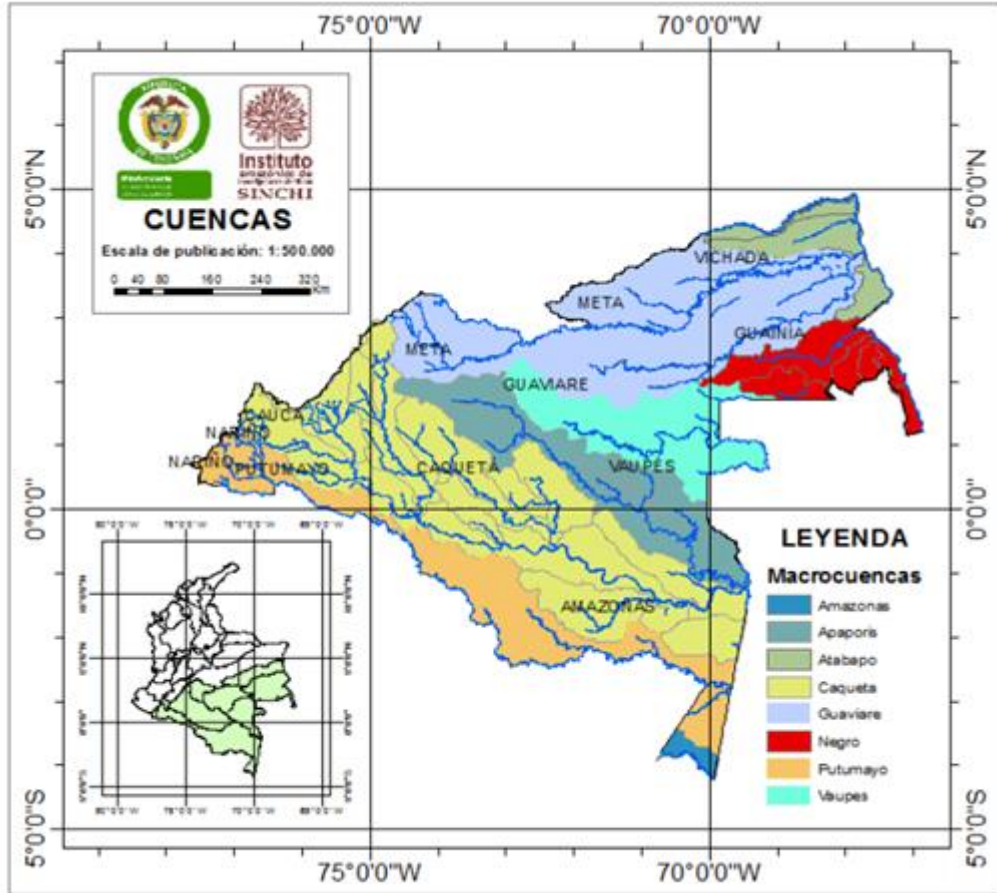 75°0'0"W 70°0'0"W
5°0'0"N 5°0'0"N
REPUBLICA
DE COLOMBIA
Instituto
SINCHI
CUENCAS
Escala de publicación: 1:500.000
0 40 80 160 240 320
Km
VICHADA
META
GUAINIA
META
GUAVIARE
CAUCA
NARIÑO
NARIÑO
PUTUMAYO
CAQUETA
VAUPES
0°0'0" 0°0'0"
AMAZONAS
LEYENDA
Macrocuencas
Amazonas
Apaporis
Atabapo
Caqueta
Guaviare
Negro
Putumayo
Vaupes
5°0'0"S 5°0'0"S
75°0'0"W 70°0'0"W